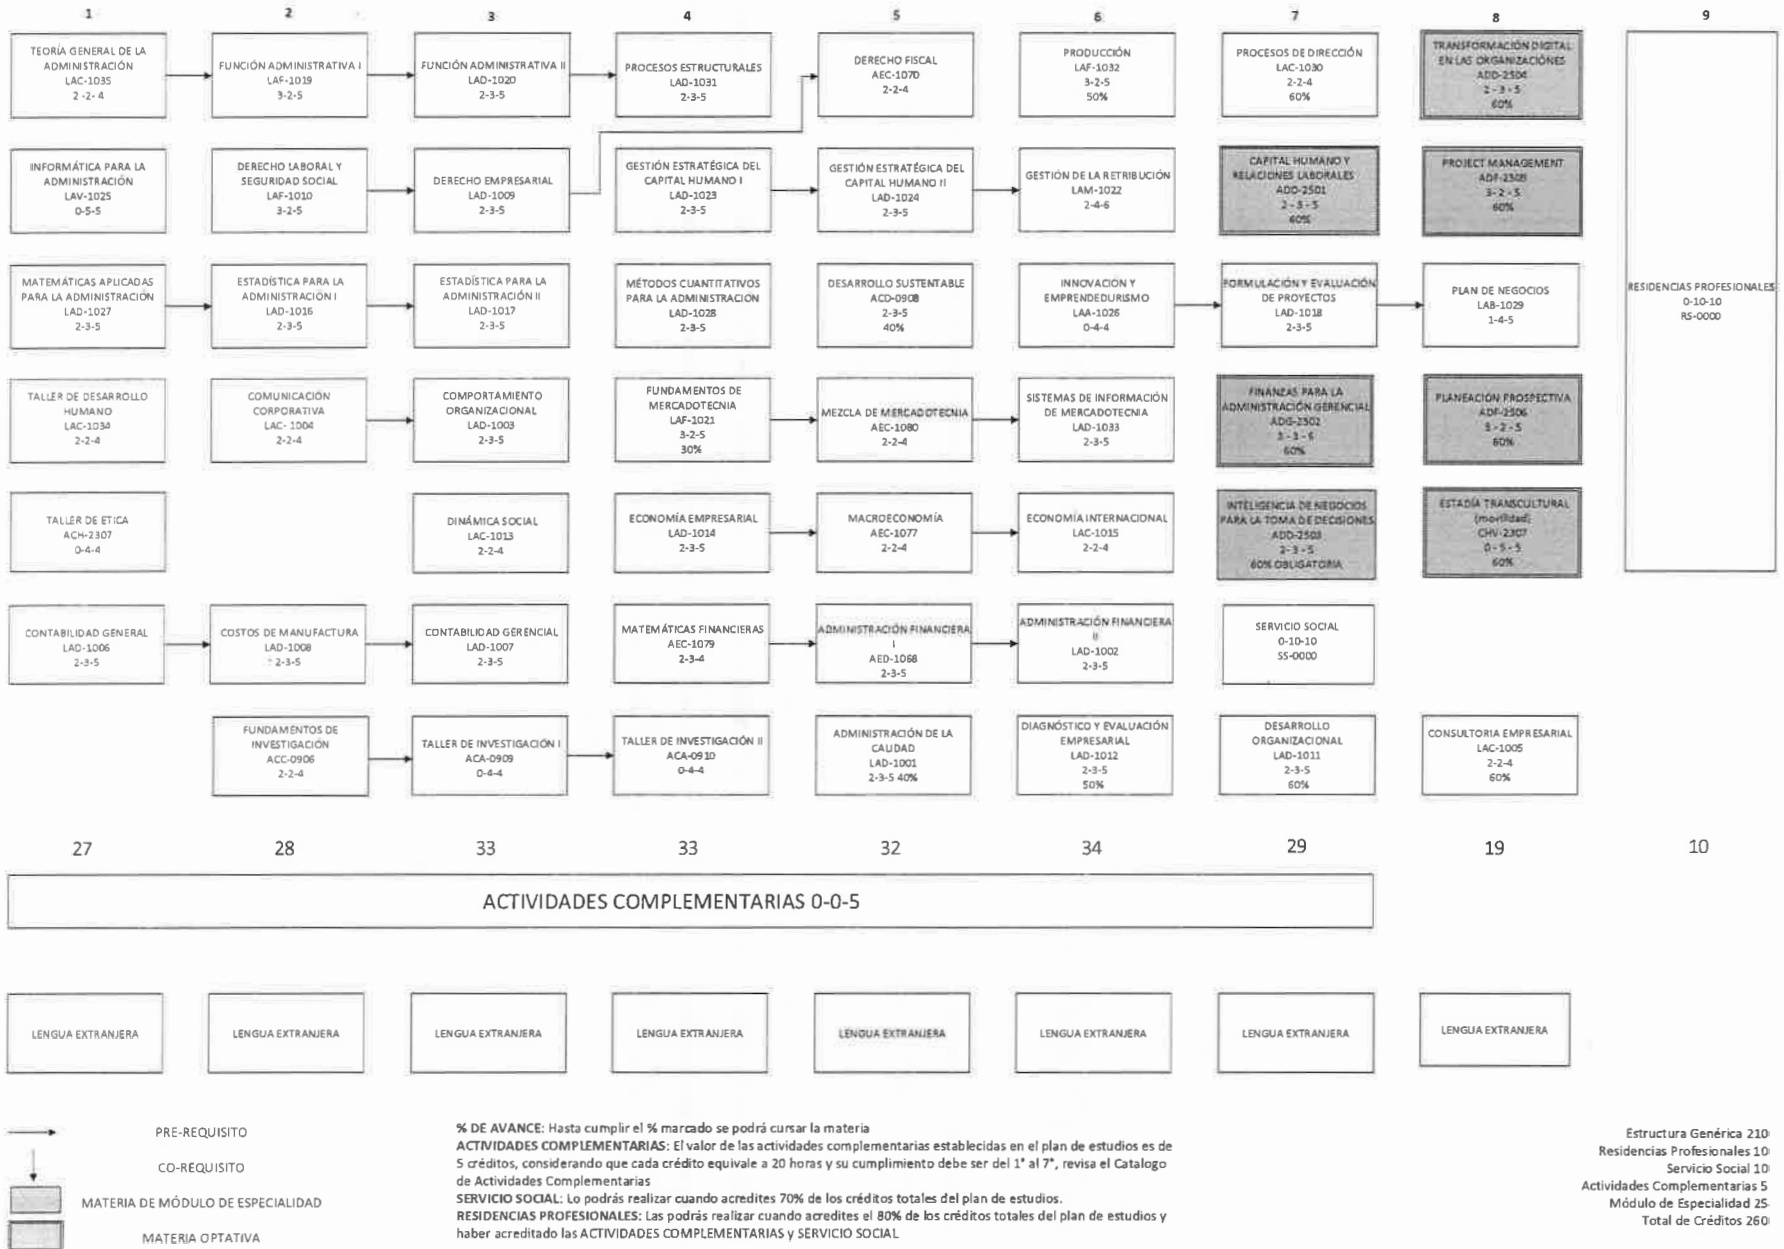 1
2
3
4
5
6
7
8
9
TEORÍA GENERAL DE LA
ADMINISTRACIÓN
LAC-1035
2 -2- 4
FUNCIÓN ADMINISTRATIVA I
LAF-1019
3-2-5
FUNCIÓN ADMINISTRATIVA II
LAD-1020
2-3-5
PROCESOS ESTRUCTURALES
LAD-1031
2-3-5
DERECHO FISCAL
AEC-1070
2-2-4
PRODUCCIÓN
LAF-1032
3-2-5
50%
PROCESOS DE DIRECCIÓN
LAC-1030
2-2-4
60%
TRANSFORMACIÓN DIGITAL
EN LAS ORGANIZACIONES
ADD-2504
2 - 3 - 5
60%
INFORMÁTICA PARA LA
ADMINISTRACIÓN
LAV-1025
0-5-5
DERECHO LABORAL Y
SEGURIDAD SOCIAL
LAF-1010
3-2-5
DERECHO EMPRESARIAL
LAD-1009
2-3-5
GESTIÓN ESTRATÉGICA DEL
CAPITAL HUMANO I
LAD-1023
2-3-5
GESTIÓN ESTRATÉGICA DEL
CAPITAL HUMANO II
LAD-1024
2-3-5
GESTIÓN DE LA RETRIBUCIÓN
LAM-1022
2-4-6
CAPITAL HUMANO Y
RELACIONES LABORALES
ADD-2501
2 - 3 - 5
60%
PROJECT MANAGEMENT
3-2-5
60%
MATEMÁTICAS APLICADAS
PARA LA ADMINISTRACIÓN
LAD-1027
2-3-5
ESTADÍSTICA PARA LA
ADMINISTRACIÓN I
LAD-1016
2-3-5
ESTADÍSTICA PARA LA
ADMINISTRACIÓN II
LAD-1017
2-3-5
MÉTODOS CUANTITATIVOS
PARA LA ADMINISTRACIÓN
LAD-1028
2-3-5
DESARROLLO SUSTENTABLE
ACD-0908
2-3-5
40%
INNOVACIÓN Y
EMPRENDEDURISMO
LAA-1026
0-4-4
FORMULACIÓN Y EVALUACIÓN
DE PROYECTOS
LAD-1018
2-3-5
PLAN DE NEGOCIOS
LAB-1029
1-4-5
RESIDENCIAS PROFESIONALES
0-10-10
RS-0000
TALLER DE DESARROLLO
HUMANO
LAC-1034
2-2-4
COMUNICACIÓN
CORPORATIVA
LAC- 1004
2-2-4
COMPORTAMIENTO
ORGANIZACIONAL
LAD-1003
2-3-5
FUNDAMENTOS DE
MERCADOTECNIA
LAF-1021
3-2-5
30%
MEZCLA DE MERCADOTECNIA
AEC-1080
2-2-4
SISTEMAS DE INFORMACIÓN
DE MERCADOTECNIA
LAD-1033
2-3-5
FINANZAS PARA LA
ADMINISTRACIÓN GERENCIAL
ADG-2502
3 - 3 - 6
60%
PLANEACIÓN PROSPECTIVA
ADF-2506
3 - 2 - 5
60%
TALLER DE ETICA
ACH-2307
0-4-4
DINÁMICA SOCIAL
LAC-1013
2-2-4
ECONOMÍA EMPRESARIAL
LAD-1014
2-3-5
MACROECONOMÍA
AEC-1077
2-2-4
ECONOMÍA INTERNACIONAL
LAC-1015
2-2-4
INTELIGENCIA DE NEGOCIOS
PARA LA TOMA DE DECISIONES
ADD-2503
2-3 - 5
60% OBLIGATORIA
ESTADÍA TRANSCULTURAL
(movilidad)
CHV-2307
0 - 5 - 5
60%
CONTABILIDAD GENERAL
LAD-1006
2-3-5
COSTOS DE MANUFACTURA
LAD-1008
2-3-5
CONTABILIDAD GERENCIAL
LAD-1007
2-3-5
MATEMÁTICAS FINANCIERAS
AEC-1079
2-3-4
ADMINISTRACIÓN FINANCIERA
I
AED-1068
2-3-5
ADMINISTRACIÓN FINANCIERA
II
LAD-1002
2-3-5
SERVICIO SOCIAL
0-10-10
SS-0000
FUNDAMENTOS DE
INVESTIGACIÓN
ACC-0906
2-2-4
TALLER DE INVESTIGACIÓN I
ACA-0909
0-4-4
TALLER DE INVESTIGACIÓN II
ACA-0910
0-4-4
ADMINISTRACIÓN DE LA
CALIDAD
LAD-1001
2-3-5 40%
DIAGNÓSTICO Y EVALUACIÓN
EMPRESARIAL
LAD-1012
2-3-5
50%
DESARROLLO
ORGANIZACIONAL
LAD-1011
2-3-5
60%
CONSULTORIA EMPRESARIAL
LAC-1005
2-2-4
60%
27
28
33
33
32
34
29
19
10
ACTIVIDADES COMPLEMENTARIAS 0-0-5
LENGUA EXTRANJERA
LENGUA EXTRANJERA
LENGUA EXTRANJERA
LENGUA EXTRANJERA
LENGUA EXTRANJERA
LENGUA EXTRANJERA
LENGUA EXTRANJERA
LENGUA EXTRANJERA
PRE-REQUISITO
CO-REQUISITO
MATERIA DE MÓDULO DE ESPECIALIDAD
MATERIA OPTATIVA
% DE AVANCE: Hasta cumplir el % marcado se podrá cursar la materia
ACTIVIDADES COMPLEMENTARIAS: El valor de las actividades complementarias establecidas en el plan de estudios es de
5 créditos, considerando que cada crédito equivale a 20 horas y su cumplimiento debe ser del 1° al 7°, revisa el Catalogo
de Actividades Complementarias
SERVICIO SOCIAL: Lo podrás realizar cuando acredites 70% de los créditos totales del plan de estudios.
RESIDENCIAS PROFESIONALES: Las podrás realizar cuando acredites el 80% de los créditos totales del plan de estudios y
haber acreditado las ACTIVIDADES COMPLEMENTARIAS y SERVICIO SOCIAL
Estructura Genérica 210
Residencias Profesionales 10
Servicio Social 10
Actividades Complementarias 5
Módulo de Especialidad 25
Total de Créditos 260